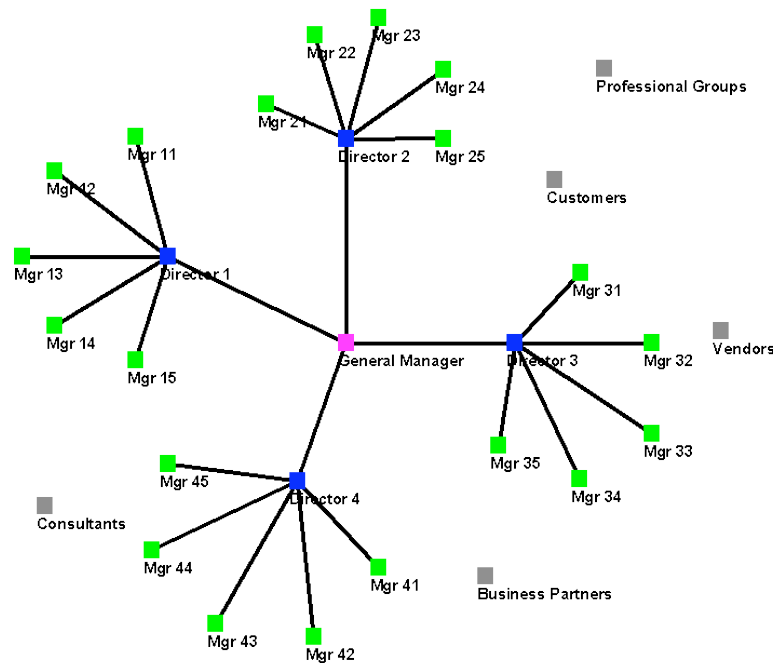 Mgr 23
Mgr 22
Professional Groups
Mgr 24
Mgr 21
Mgr 11
Director 2
Mgr 25
Mgr 12
Customers
Mgr 13
Director 1
Mgr 31
Mgr 14
Vendors
Mgr 15
General Manager
Director 3
Mgr 32
Mgr 33
Mgr 35
Mgr 45
Director 4
Mgr 34
Consultants
Mgr 44
Mgr 41
Business Partners
Mgr 43
Mgr 42